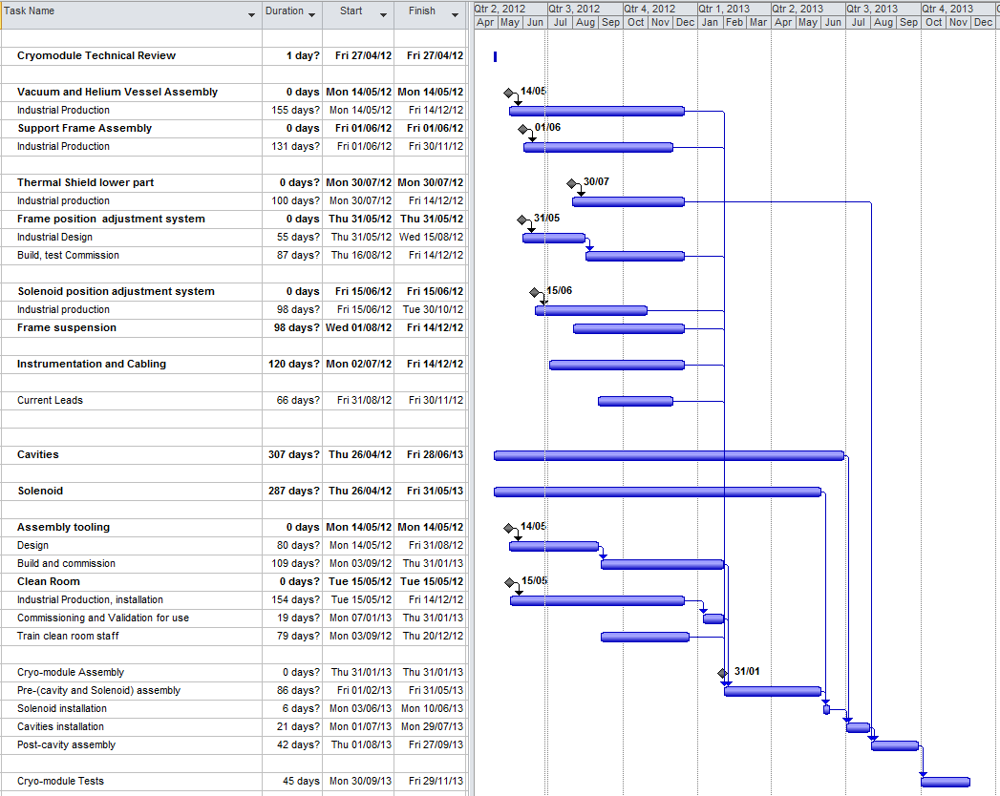 Task Name Duration Start Finish Qtr 2, 2012 Qtr 3, 2012 Qtr 4, 2012 Qtr 1, 2013 Qtr 2, 2013 Qtr 3, 2013 Qtr 4, 2013
Apr May Jun Jul Aug Sep Oct Nov Dec Jan Feb Mar Apr May Jun Jul Aug Sep Oct Nov Dec
Cryomodule Technical Review 1 day? Fri 27/04/12 Fri 27/04/12
Vacuum and Helium Vessel Assembly 0 days Mon 14/05/12 Mon 14/05/12 14/05
Industrial Production 155 days? Mon 14/05/12 Fri 14/12/12
Support Frame Assembly 0 days Fri 01/06/12 Fri 01/06/12 01/06
Industrial Production 131 days? Fri 01/06/12 Fri 30/11/12
Thermal Shield lower part 0 days? Mon 30/07/12 Mon 30/07/12 30/07
Industrial production 100 days? Mon 30/07/12 Fri 14/12/12
Frame position adjustment system 0 days Thu 31/05/12 Thu 31/05/12 31/05
Industrial Design 55 days? Thu 31/05/12 Wed 15/08/12
Build, test Commission 87 days? Thu 16/08/12 Fri 14/12/12
Solenoid position adjustment system 0 days Fri 15/06/12 Fri 15/06/12 15/06
Industrial production 98 days? Fri 15/06/12 Tue 30/10/12
Frame suspension 98 days? Wed 01/08/12 Fri 14/12/12
Instrumentation and Cabling 120 days? Mon 02/07/12 Fri 14/12/12
Current Leads 66 days? Fri 31/08/12 Fri 30/11/12
Cavities 307 days? Thu 26/04/12 Fri 28/06/13
Solenoid 287 days? Thu 26/04/12 Fri 31/05/13
Assembly tooling 0 days Mon 14/05/12 Mon 14/05/12 14/05
Design 80 days? Mon 14/05/12 Fri 31/08/12
Build and commission 109 days? Mon 03/09/12 Thu 31/01/13
Clean Room 0 days? Tue 15/05/12 Tue 15/05/12 15/05
Industrial Production, installation 154 days? Tue 15/05/12 Fri 14/12/12
Commissioning and Validation for use 19 days? Mon 07/01/13 Thu 31/01/13
Train clean room staff 79 days? Mon 03/09/12 Thu 20/12/12
Cryo-module Assembly 0 days? Thu 31/01/13 Thu 31/01/13 31/01
Pre-(cavity and Solenoid) assembly 86 days? Fri 01/02/13 Fri 31/05/13
Solenoid installation 6 days? Mon 03/06/13 Mon 10/06/13
Cavities installation 21 days? Mon 01/07/13 Mon 29/07/13
Post-cavity assembly 42 days? Thu 01/08/13 Fri 27/09/13
Cryo-module Tests 45 days Mon 30/09/13 Fri 29/11/13